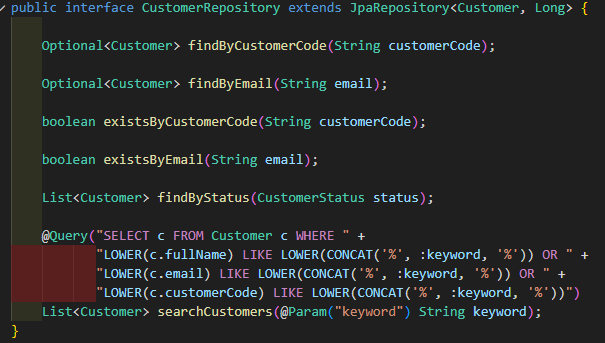 public interface CustomerRepository extends JpaRepository<Customer, Long> {
Optional<Customer> findByCustomerCode(String customerCode);
Optional<Customer> findByEmail(String email);
boolean existsByCustomerCode(String customerCode);
boolean existsByEmail(String email);
List<Customer> findByStatus(CustomerStatus status);
@Query("SELECT c FROM Customer c WHERE " +
"LOWER(c.fullName) LIKE LOWER(CONCAT('%', :keyword, '%')) OR " +
"LOWER(c.email) LIKE LOWER(CONCAT('%', :keyword, '%')) OR " +
"LOWER(c.customerCode) LIKE LOWER(CONCAT('%', :keyword, '%'))")
List<Customer> searchCustomers(@Param("keyword") String keyword);
}